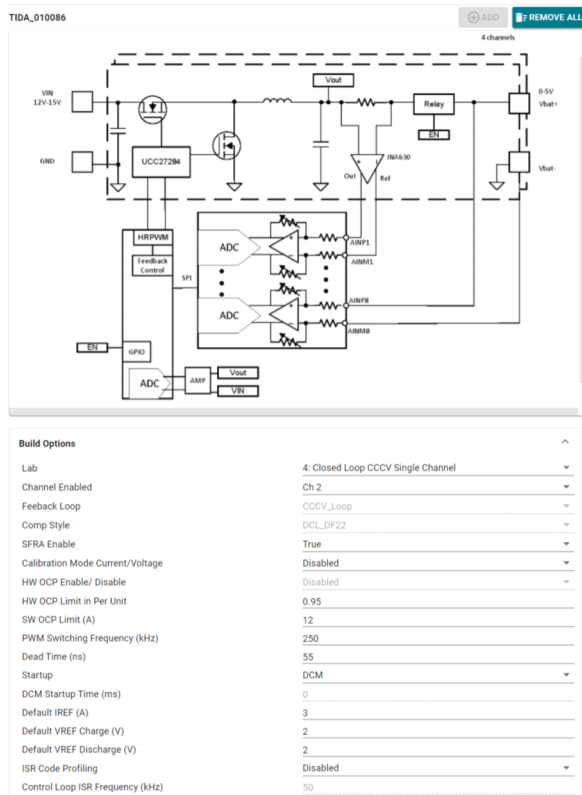 TIDA_010086
ADD
REMOVE ALL
4 channels
Vout
VIN
12V-15V
0-5V
Vbat+
Relay
EN
GND
UCC27284
INA630
Out
Ref
Vbat-
HRPWM
Feedback
Control
SPI
ADC
AINP1
AINM1
ADC
AINP8
AINM8
EN
GPIO
ADC
AMP
Vout
VIN
Build Options
Lab 4: Closed Loop CCCV Single Channel
Channel Enabled Ch 2
Feeback Loop CCCV_Loop
Comp Style DCL_DF22
SFRA Enable True
Calibration Mode Current/Voltage Disabled
HW OCP Enable/ Disable Disabled
HW OCP Limit in Per Unit 0.95
SW OCP Limit (A) 12
PWM Switching Frequency (kHz) 250
Dead Time (ns) 55
Startup DCM
DCM Startup Time (ms) 0
Default IREF (A) 3
Default VREF Charge (V) 2
Default VREF Discharge (V) 2
ISR Code Profiling Disabled
Control Loop ISR Frequency (kHz) 50